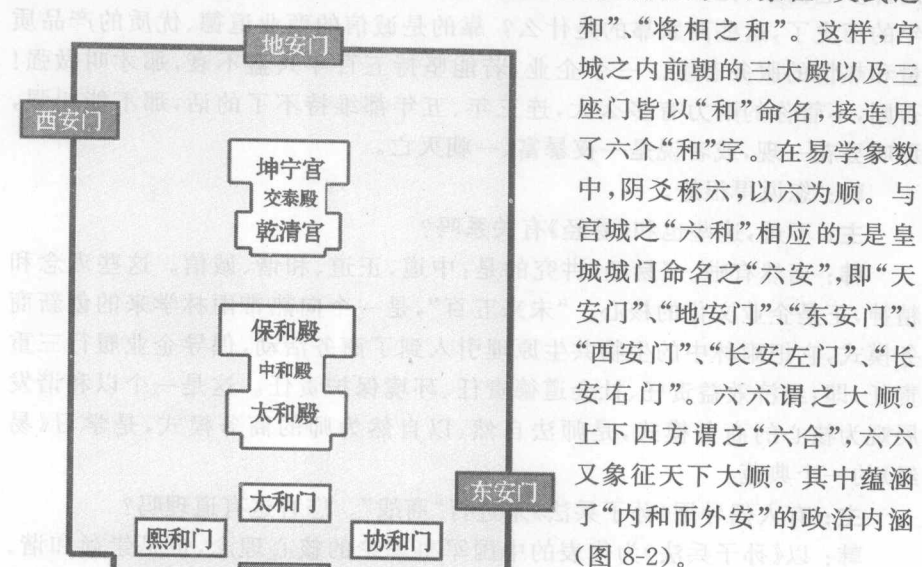 地安门
西安门
坤宁宫
交泰殿
乾清宫
保和殿
中和殿
太和殿
东安门
太和门
熙和门
协和门
和”“将相之和”。这样,宫
城之内前朝的三大殿以及三
座门皆以“和”命名,接连用
了六个“和”字。在易学象数
中,阴爻称六,以六为顺。与
宫城之“六和”相应的,是皇
城城门命名之“六安”,即“天
安门”、“地安门”、“东安门”、
“西安门”、“长安左门”、“长
安右门”。六六谓之大顺。
上下四方谓之“六合”,六六
又象征天下大顺。其中蕴涵
了“内和而外安”的政治内涵
(图 8-2)。